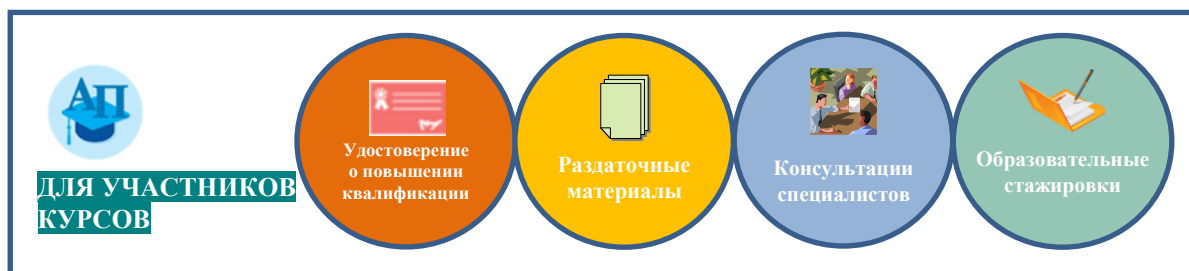 АП
ДЛЯ УЧАСТНИКОВ
КУРСОВ
Удостоверение
о повышении
квалификации
Раздаточные
материалы
Консультации
специалистов
Образовательные
стажировки